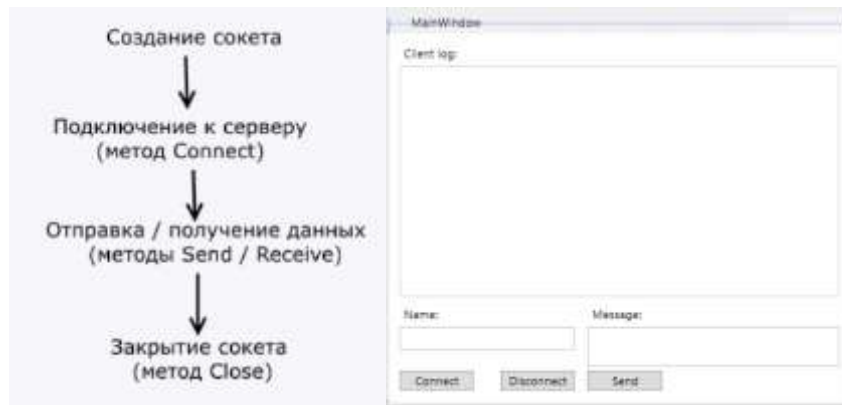 Создание сокета
Подключение к серверу
(метод Connect)
Отправка / получение данных
(методы Send / Receive)
Закрытие сокета
(метод Close)
MainWindow
Client log:
Name:
Message:
Connect
Disconnect
Send